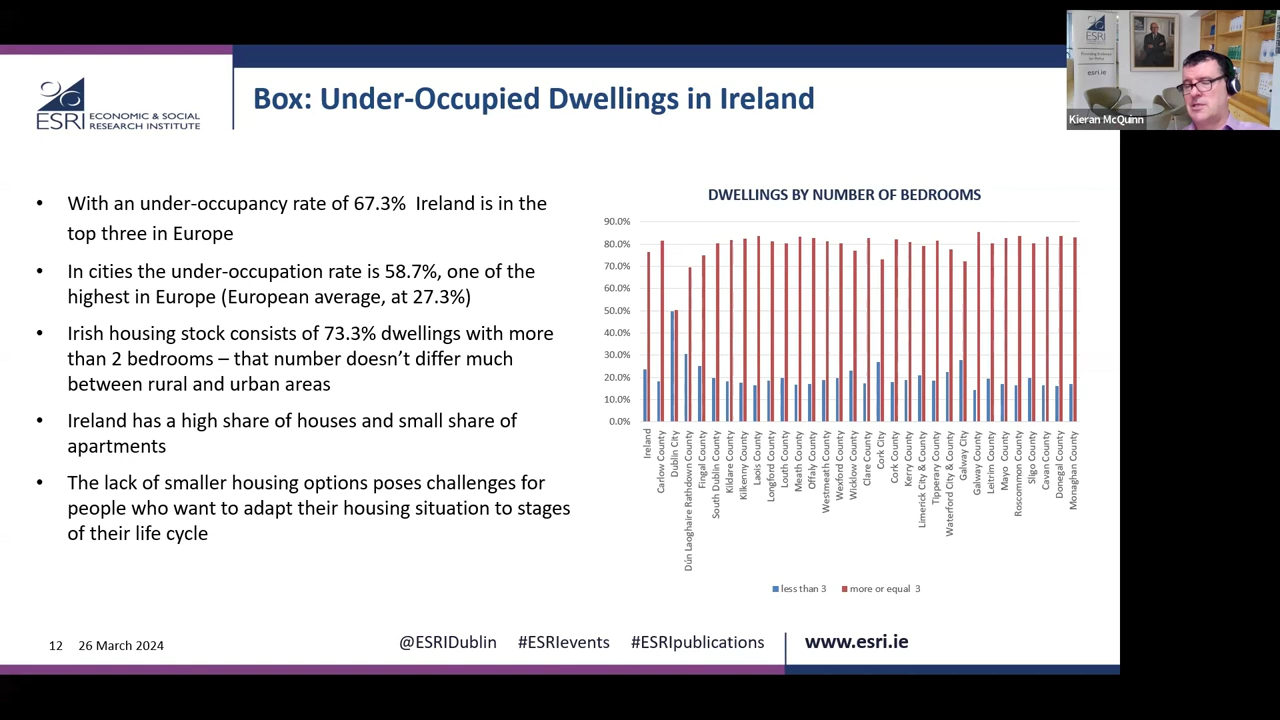 ESRI
ECONOMIC & SOCIAL
RESEARCH INSTITUTE
Box: Under-Occupied Dwellings in Ireland
ESRI
esri.ie
Kieran McQuinn
• With an under-occupancy rate of 67.3% Ireland is in the
top three in Europe
• In cities the under-occupation rate is 58.7%, one of the
highest in Europe (European average, at 27.3%)
• Irish housing stock consists of 73.3% dwellings with more
than 2 bedrooms – that number doesn't differ much
between rural and urban areas
• Ireland has a high share of houses and small share of
apartments
• The lack of smaller housing options poses challenges for
people who want to adapt their housing situation to stages
of their life cycle
DWELLINGS BY NUMBER OF BEDROOMS
90.0%
80.0%
70.0%
60.0%
50.0%
40.0%
30.0%
20.0%
10.0%
0.0%
Ireland
Carlow County
Dublin City
Dún Laoghaire Rathdown County
Fingal County
South Dublin County
Kildare County
Kilkenny County
Laois County
Longford County
Louth County
Meath County
Offaly County
Westmeath County
Wexford County
Wicklow County
Clare County
Cork City
Cork County
Kerry County
Limerick City & County
Tipperary County
Waterford City & County
Galway City
Galway County
Leitrim County
Mayo County
Roscommon County
Sligo County
Cavan County
Donegal County
Monaghan County
less than 3
more or equal 3
12 26 March 2024
@ESRIDublin #ESRIevents #ESRIpublications
www.esri.ie